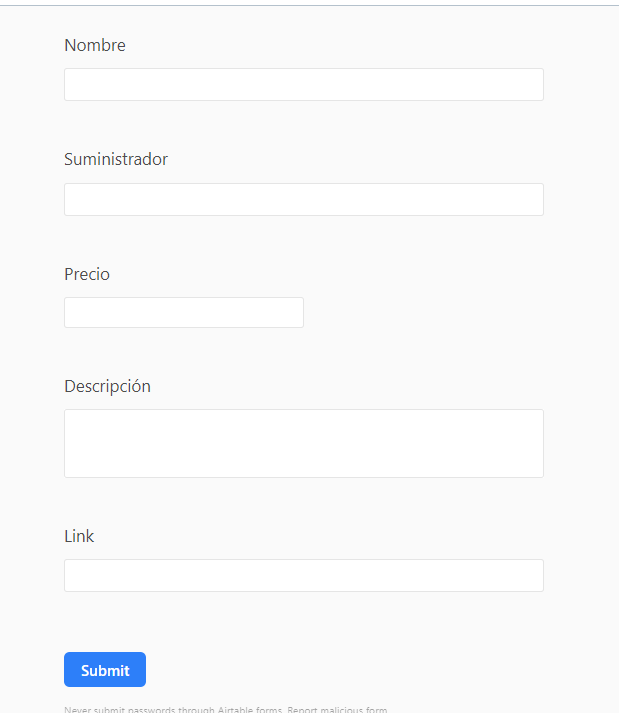 Nombre
Suministrador
Precio
Descripción
Link
Submit
Never submit passwords through Airtable forms. Report malicious form